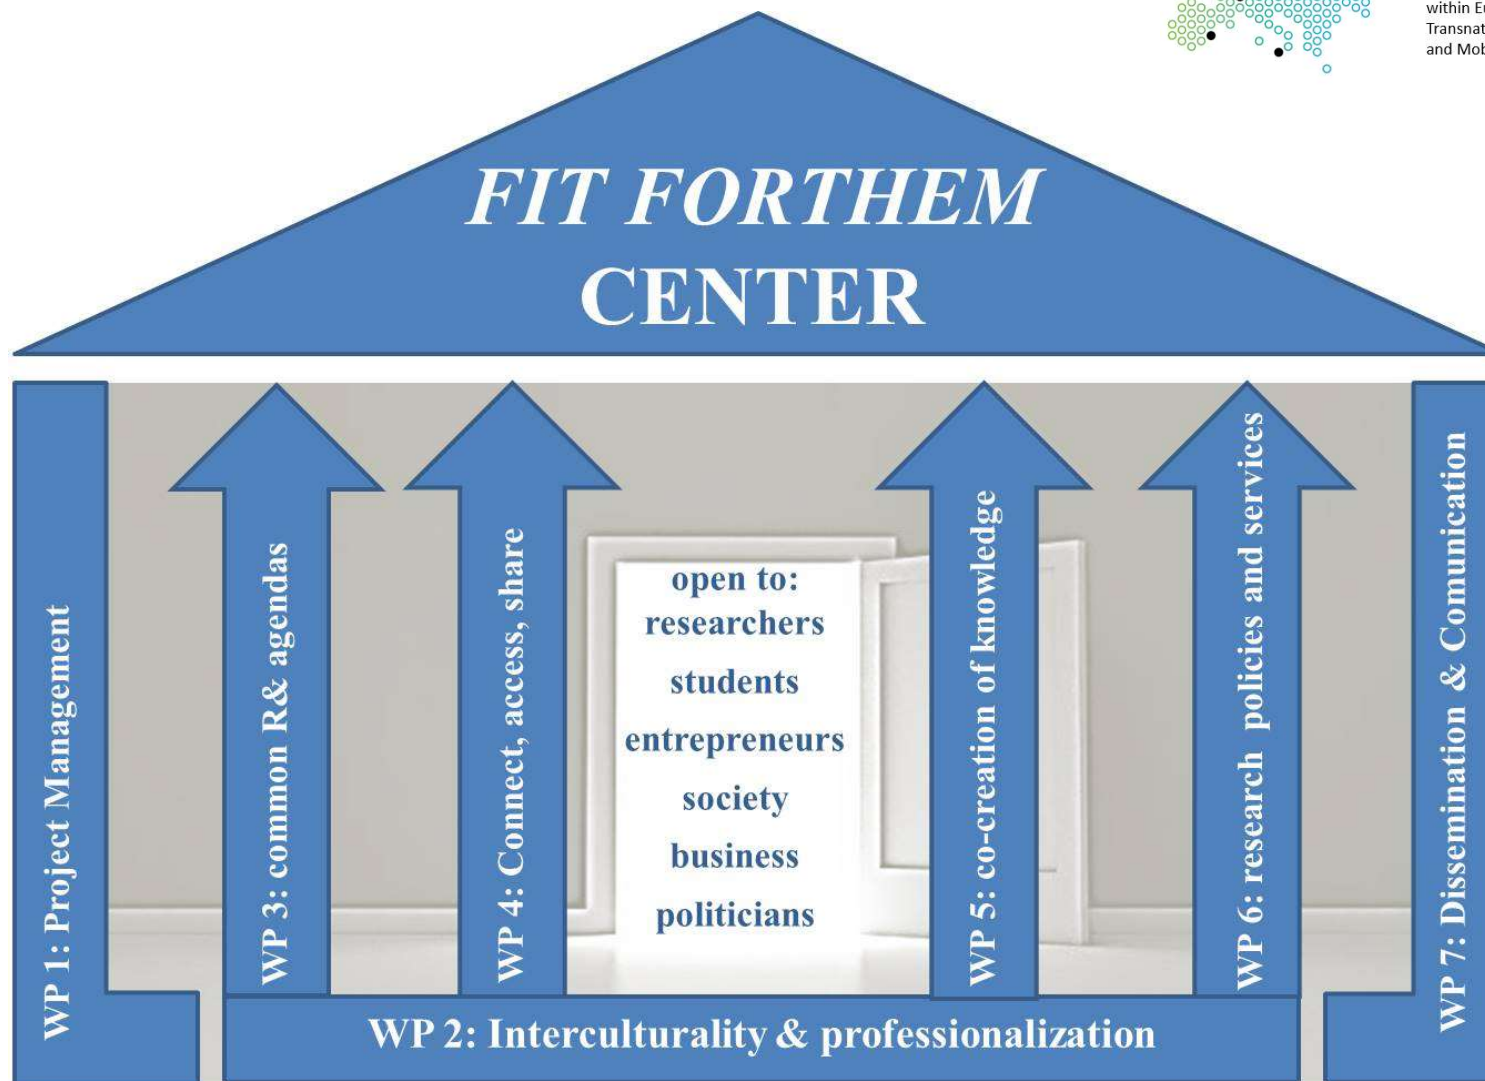 within
Transnat
and Mob
FIT FORTHEM
CENTER
WP 1: Project Management
WP 3: common R& agendas
WP 4: Connect, access, share
open to:
researchers
students
entrepreneurs
society
business
politicians
WP 5: co-creation of knowledge
WP 6: research policies and services
WP 7: Dissemination & Comunication
WP 2: Interculturality & professionalization